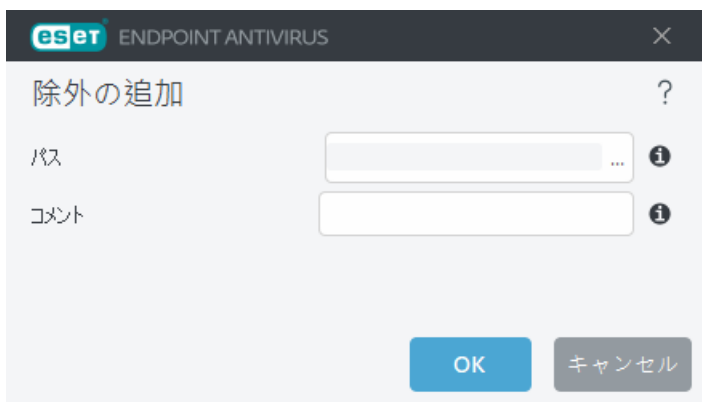 eset ENDPOINT ANTIVIRUS
除外の追加 ?
パス ...
コメント
OK キャンセル